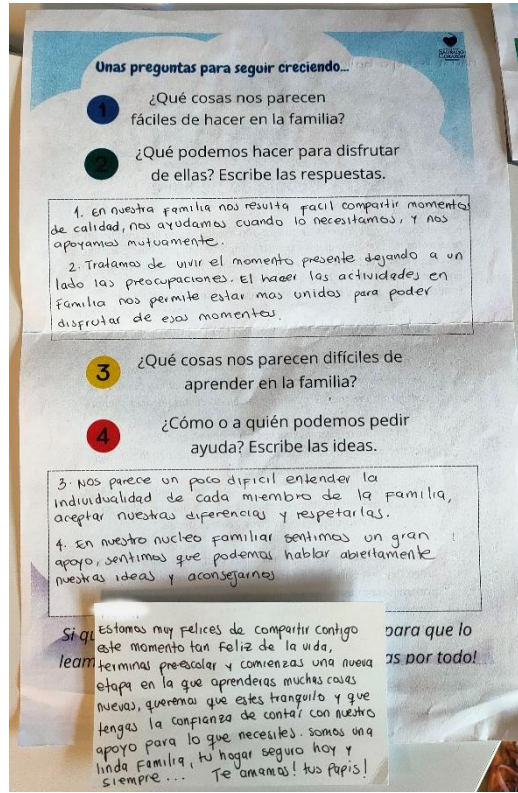 SAGRADO
CORAZÓN
Unas preguntas para seguir creciendo...
1
¿Qué cosas nos parecen
fáciles de hacer en la familia?
2
¿Qué podemos hacer para disfrutar
de ellas? Escribe las respuestas.
1. En nuestra familia nos resulta facil compartir momentos
de calidad, nos ayudamos cuando lo necesitamos, y nos
apoyamos mutuamente.
2. Tratamos de vivir el momento presente dejando a un
lado las preocupaciones. El hacer las actividades en
familia nos permite estar mas unidos para poder
disfrutar de esos momentos.
3
¿Qué cosas nos parecen difíciles de
aprender en la familia?
4
¿Cómo o a quién podemos pedir
ayuda? Escribe las ideas.
3. Nos parece un poco dificil entender la
individualidad de cada miembro de la familia,
aceptar nuestras diferencias y respetarlas.
4. En nuestro nucleo familiar sentimos un gran
apoyo, sentimos que podemos hablar abiertamente
nuestras ideas y aconsejarnos
Si qu para que lo
leam as por todo!
Estamos muy felices de compartir contigo
este momento tan feliz de la vida,
terminas preescolar y comienzas una nueva
etapa en la que aprenderas muchas cosas
nuevas, queremos que estes tranquilo y que
tengas la confianza de contar con nuestro
apoyo para lo que necesites. Somos una
linda familia, tu hogar seguro hoy y
siempre... Te amamos! tus Papis!